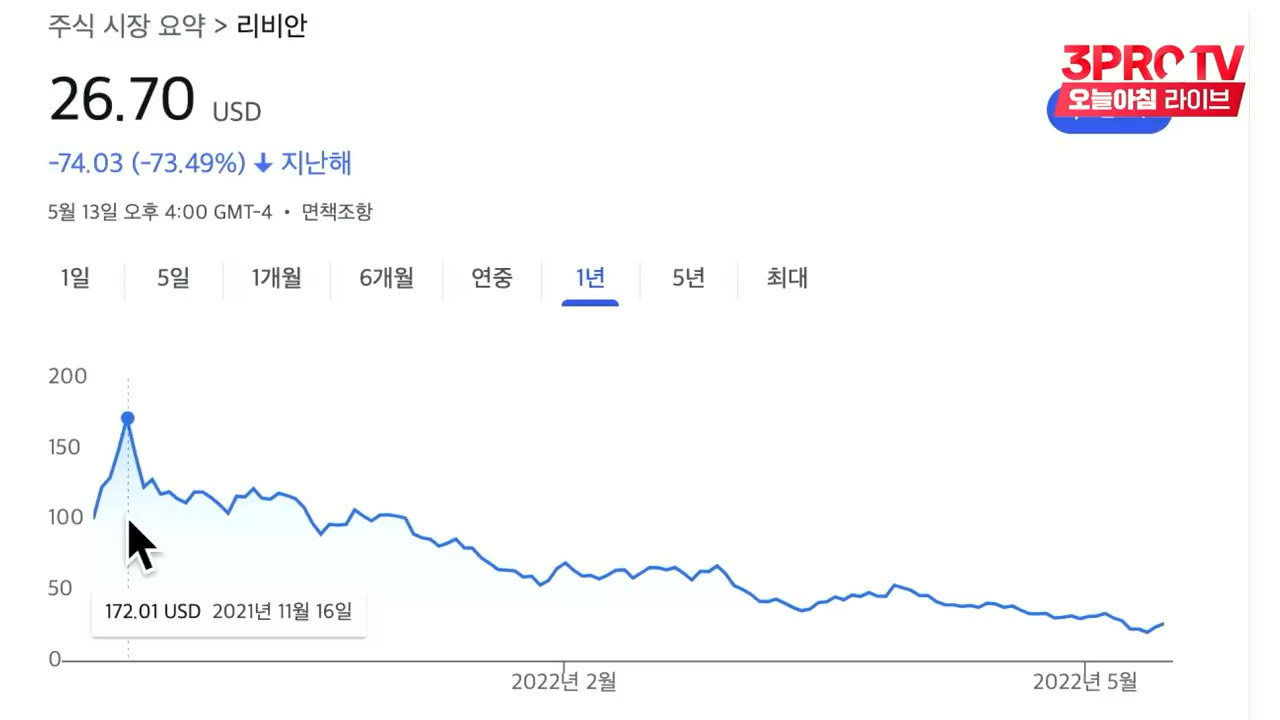 주식 시장 요약 > 리비안
3PRO TV
오늘아침 라이브
26.70 USD
-74.03 (-73.49%) ↓ 지난해
5월 13일 오후 4:00 GMT-4 • 면책조항
1일 5일 1개월 6개월 연중 1년 5년 최대
200
150
100
50
172.01 USD 2021년 11월 16일
0
2022년 2월 2022년 5월